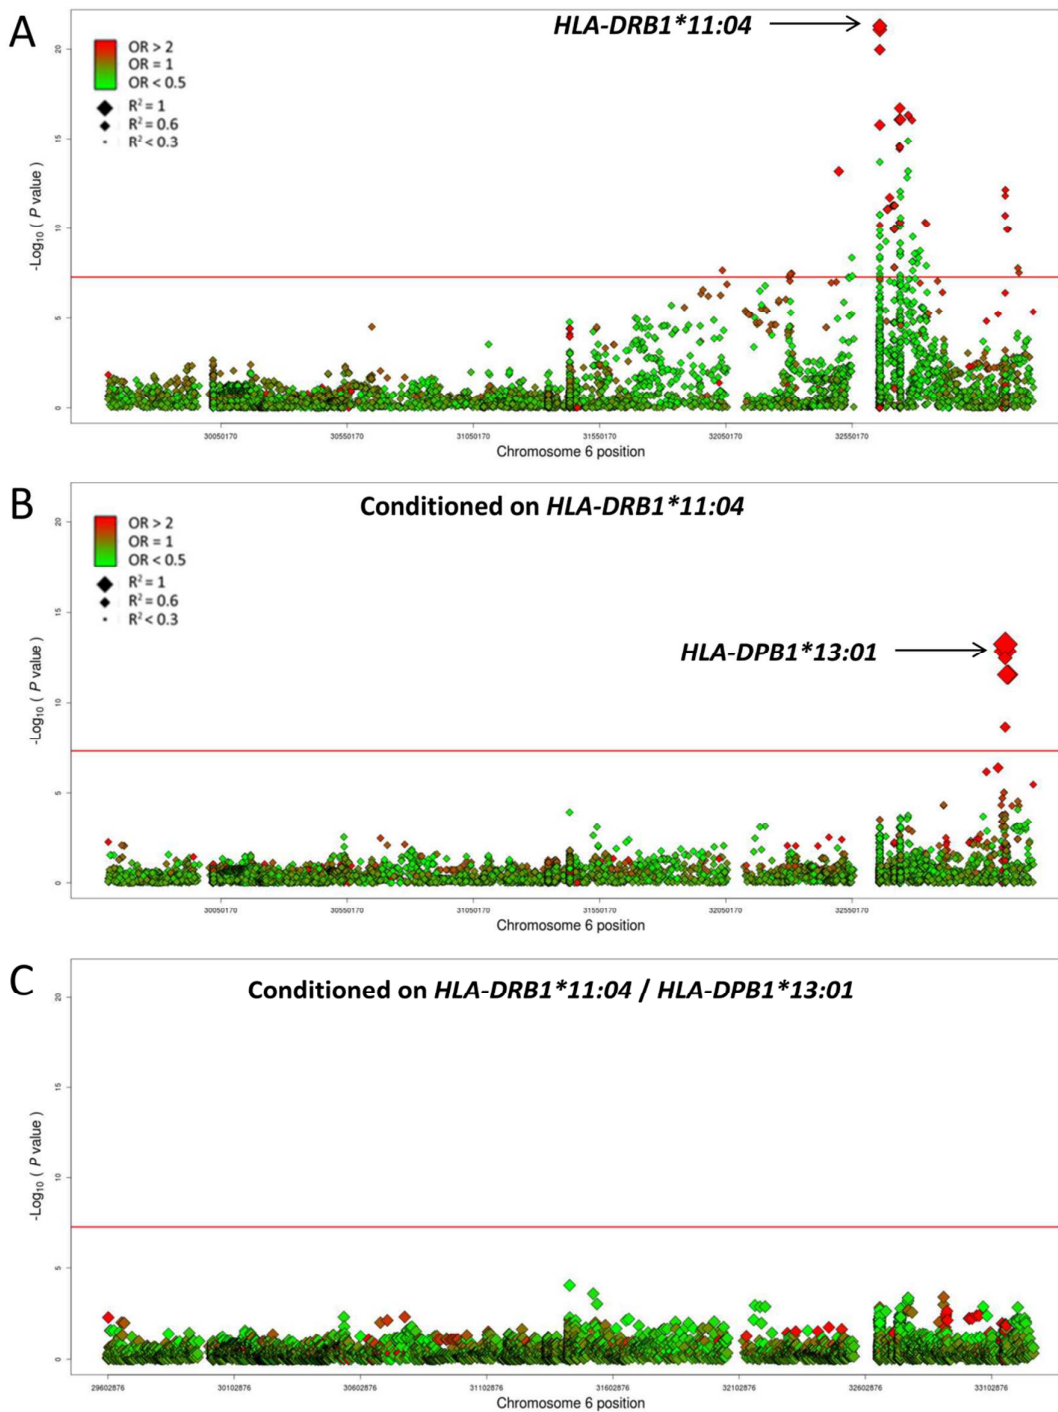 A
HLA-DRB1*11:04
OR > 2
OR = 1
OR < 0.5
R² = 1
R² = 0.6
R² < 0.3
-Log₁₀ ( P value )
0
5
10
15
20
30050170
30550170
31050170
31550170
32050170
32550170
Chromosome 6 position
B
Conditioned on HLA-DRB1*11:04
OR > 2
OR = 1
OR < 0.5
R² = 1
R² = 0.6
R² < 0.3
HLA-DPB1*13:01
-Log₁₀ ( P value )
0
5
10
15
20
30050170
30550170
31050170
31550170
32050170
32550170
Chromosome 6 position
C
Conditioned on HLA-DRB1*11:04 / HLA-DPB1*13:01
-Log₁₀ ( P value )
0
5
10
15
20
29602876
30102876
30602876
31102876
31602876
32102876
32602876
33102876
Chromosome 6 position